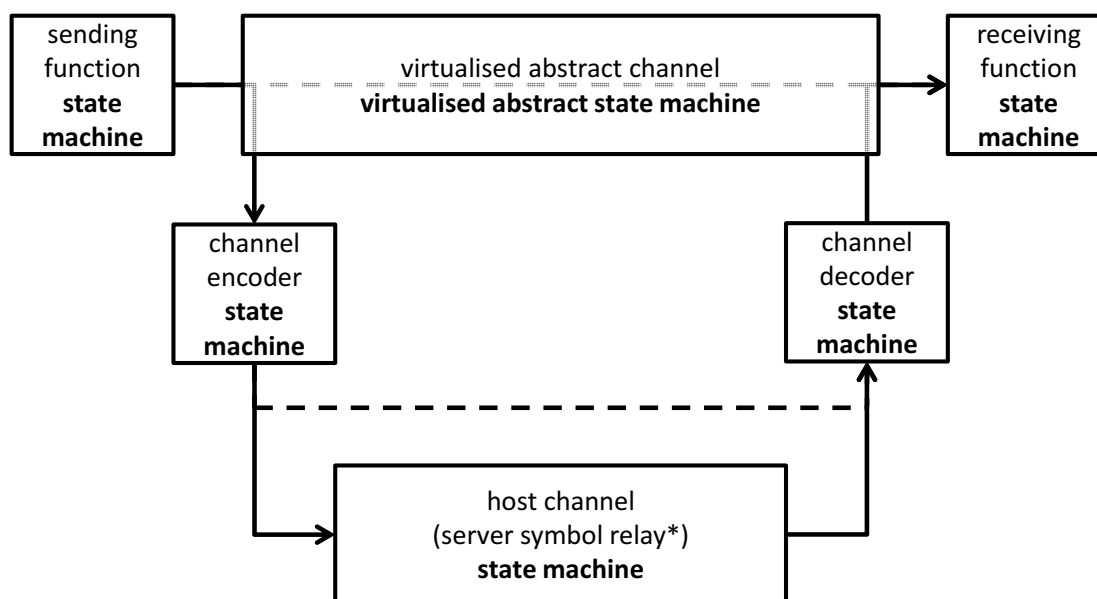 sending
function
state
machine
virtualised abstract channel
virtualised abstract state machine
receiving
function
state
machine
channel
encoder
state
machine
channel
decoder
state
machine
host channel
(server symbol relay*)
state machine